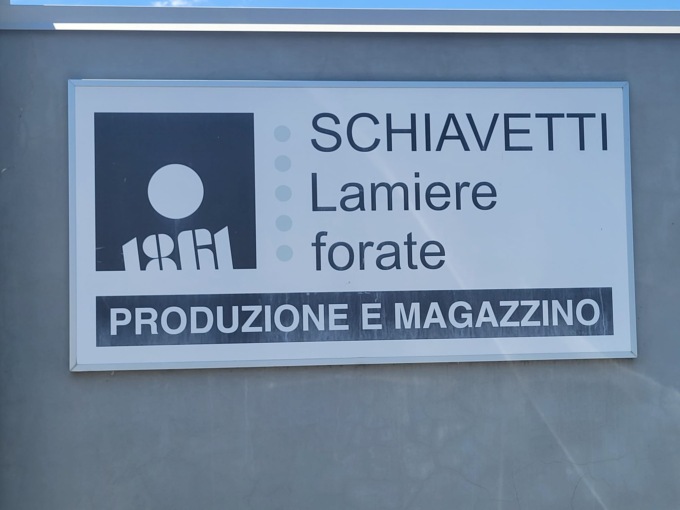 1861
SCHIAVETTI
Lamiere
forate
PRODUZIONE E MAGAZZINO